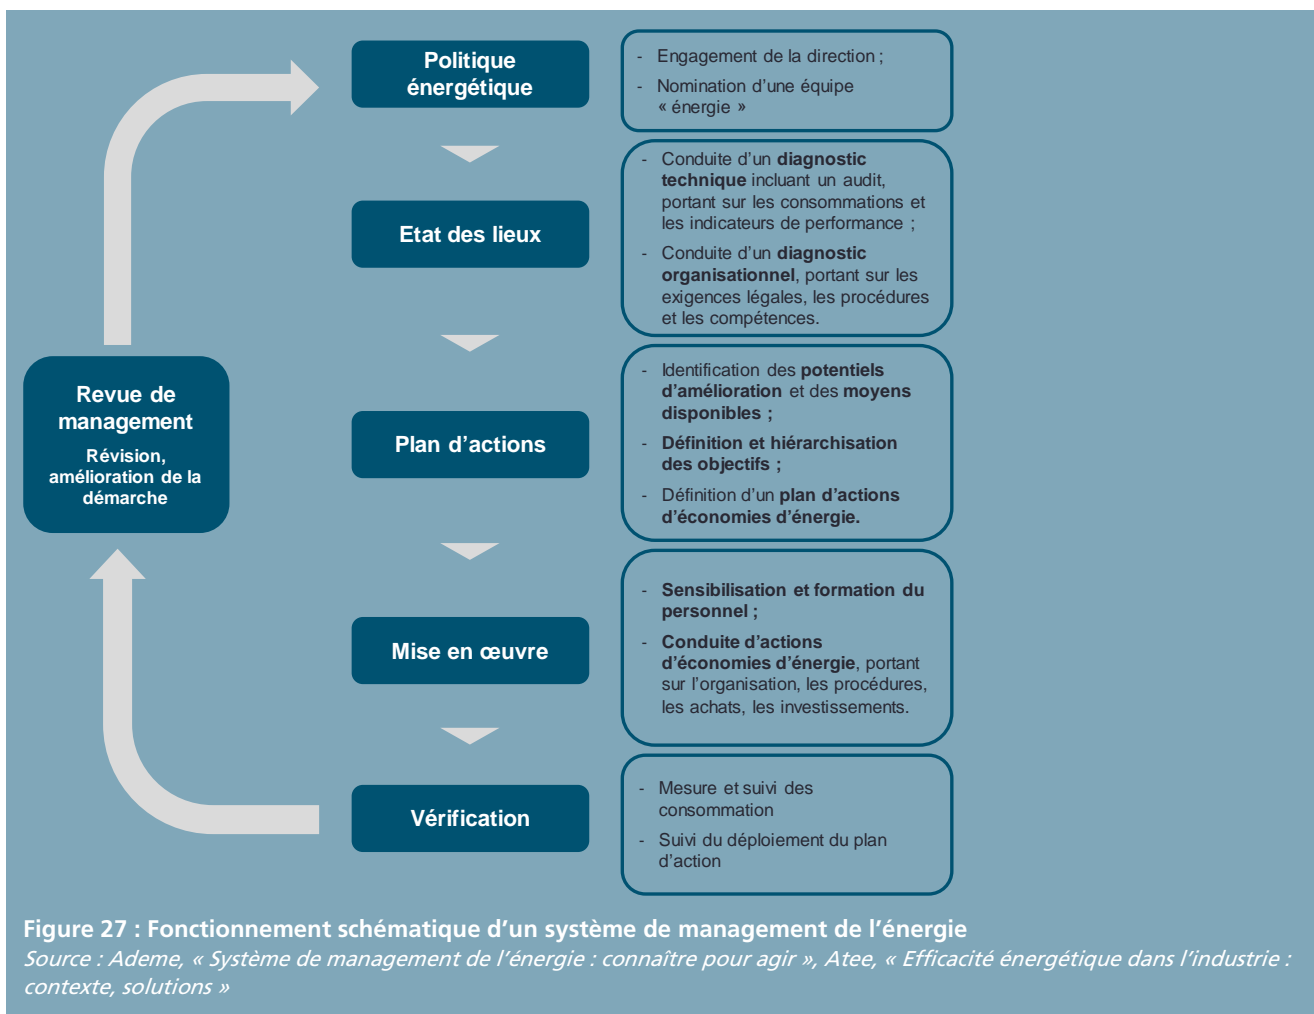 Politique
énergétique
- Engagement de la direction ;
- Nomination d’une équipe
« énergie »
Etat des lieux
- Conduite d’un diagnostic
technique incluant un audit,
portant sur les consommations et
les indicateurs de performance ;
- Conduite d’un diagnostic
organisationnel, portant sur les
exigences légales, les procédures
et les compétences.
Plan d’actions
- Identification des potentiels
d’amélioration et des moyens
disponibles ;
- Définition et hiérarchisation
des objectifs ;
- Définition d’un plan d’actions
d’économies d’énergie.
Mise en œuvre
- Sensibilisation et formation du
personnel ;
- Conduite d’actions
d’économies d’énergie, portant
sur l’organisation, les procédures,
les achats, les investissements.
Vérification
- Mesure et suivi des
consommation
- Suivi du déploiement du plan
d’action
Revue de
management
Révision,
amélioration de la
démarche
Figure 27 : Fonctionnement schématique d’un système de management de l’énergie
Source : Ademe, « Système de management de l’énergie : connaître pour agir », Atee, « Efficacité énergétique dans l’industrie :
contexte, solutions »